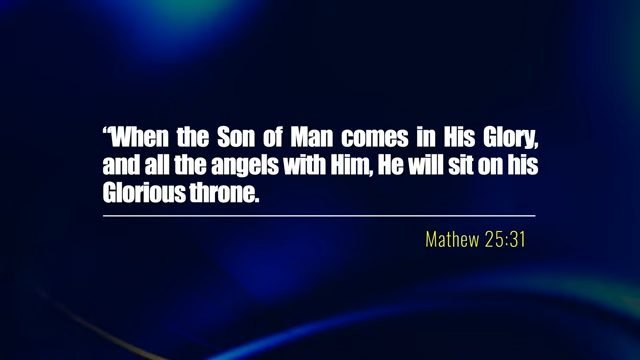 “When the Son of Man comes in His Glory,
and all the angels with Him, He will sit on his
Glorious throne.
Mathew 25:31